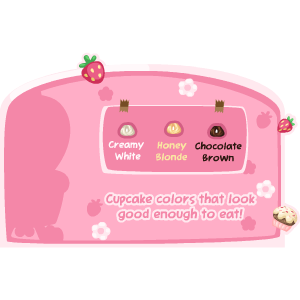 Creamy
White
Honey
Blonde
Chocolate
Brown
Cupcake colors that look
good enough to eat!